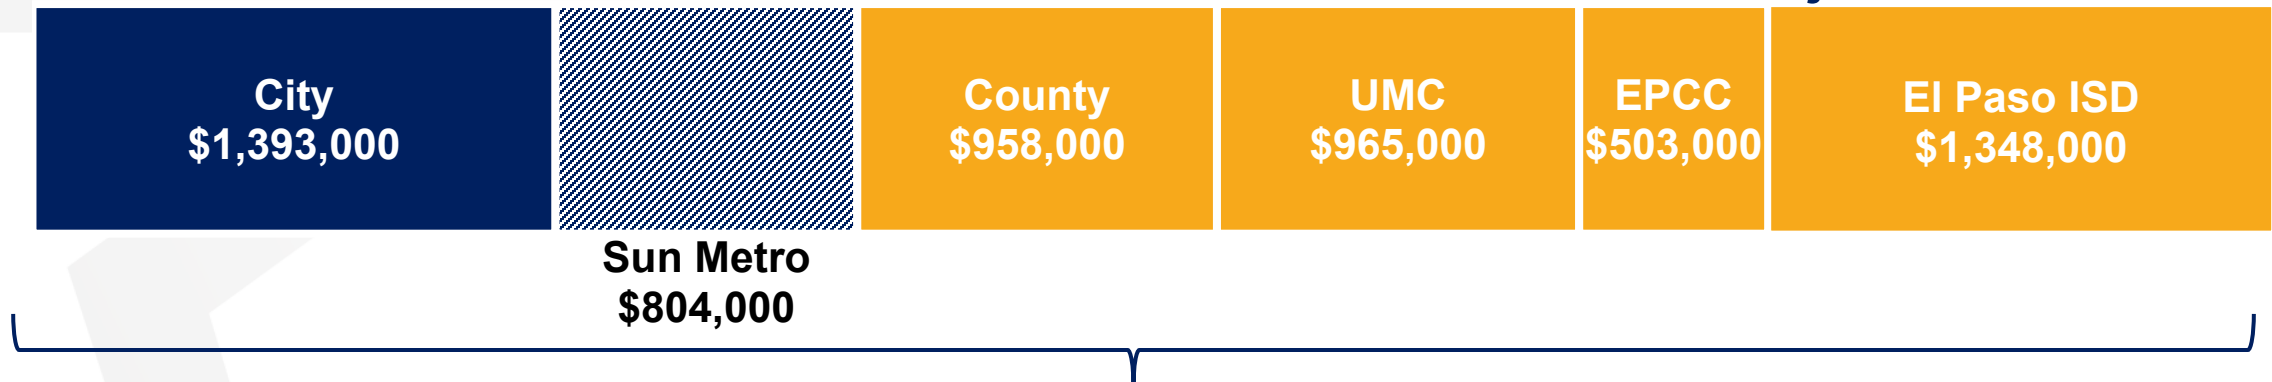 City
$1,393,000
Sun Metro
$804,000
County
$958,000
UMC
$965,000
EPCC
$503,000
El Paso ISD
$1,348,000